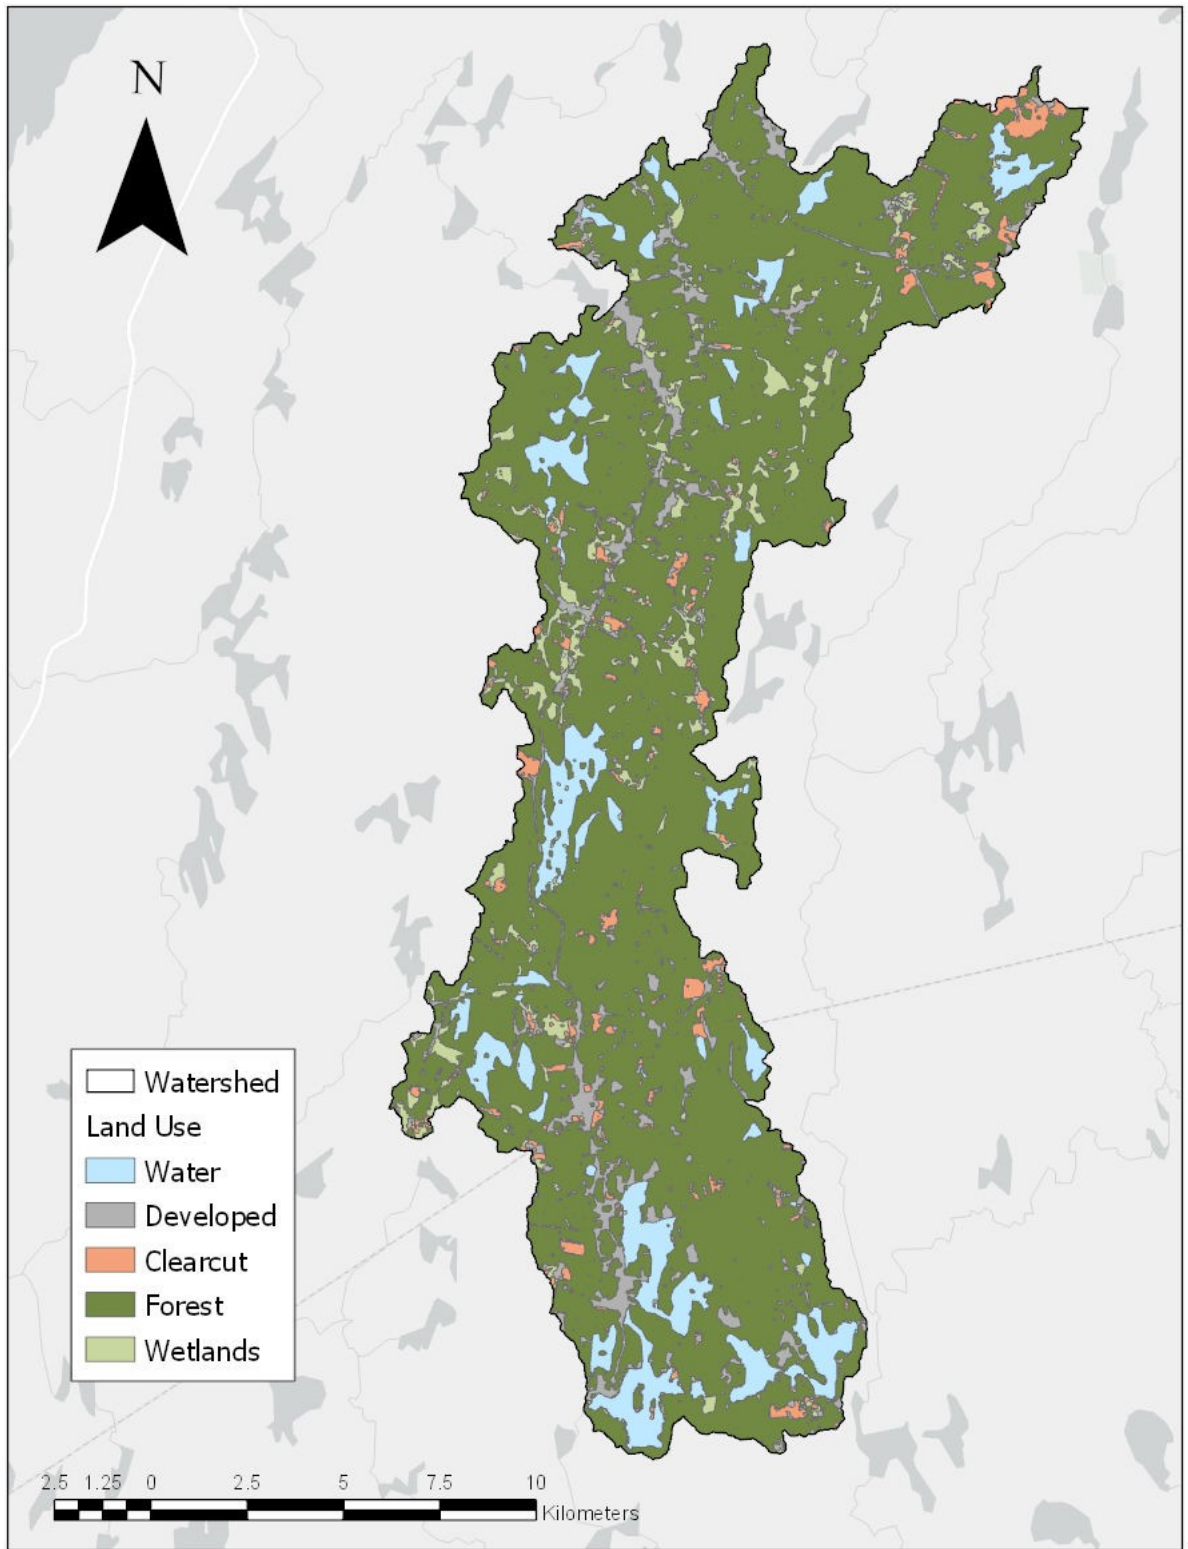 N
Watershed
Land Use
Water
Developed
Clearcut
Forest
Wetlands
2.5 1.25 0 2.5 5 7.5 10
Kilometers